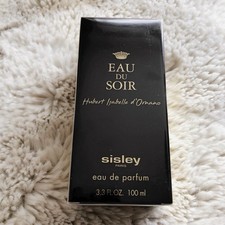 EAU
DU
SOIR
Hubert Isabelle d'Ornano
sisley
PARIS
eau de parfum
3.3 FL.OZ. 100 ml